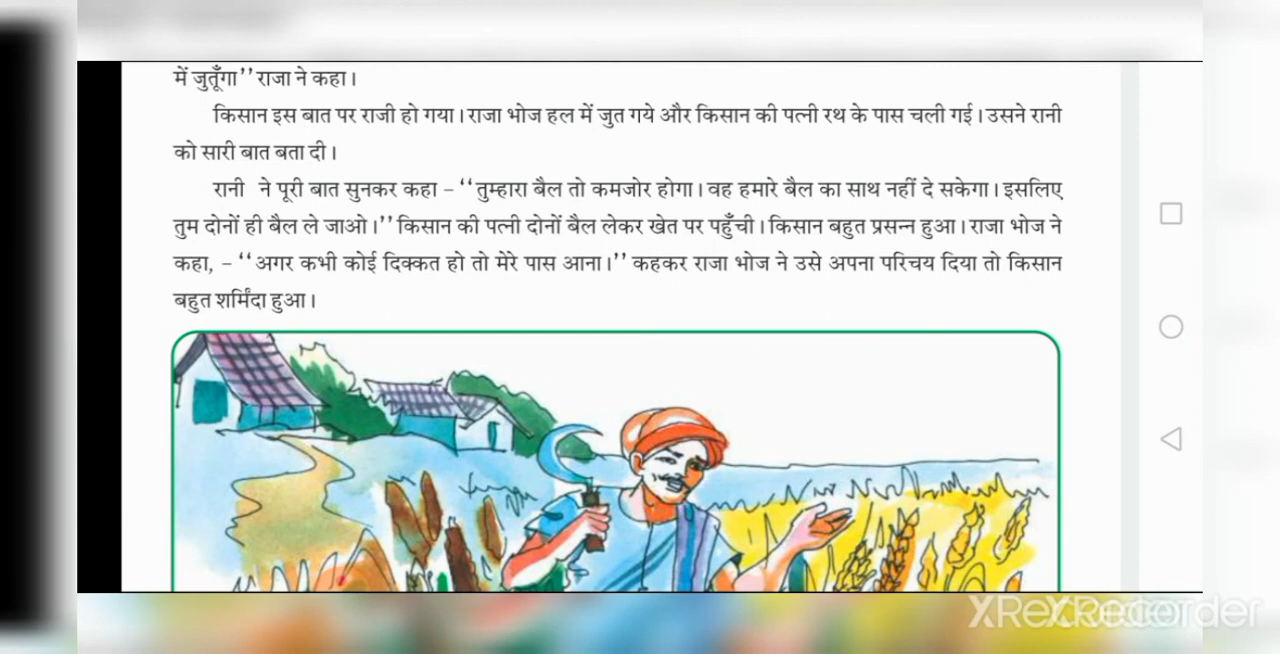 में जुतूँगा’’ राजा ने कहा।
किसान इस बात पर राजी हो गया। राजा भोज हल में जुत गये और किसान की पत्नी रथ के पास चली गई। उसने रानी
को सारी बात बता दी।
रानी ने पूरी बात सुनकर कहा – ‘‘तुम्हारा बैल तो कमजोर होगा। वह हमारे बैल का साथ नहीं दे सकेगा। इसलिए
तुम दोनों ही बैल ले जाओ।’’ किसान की पत्नी दोनों बैल लेकर खेत पर पहुँची। किसान बहुत प्रसन्न हुआ। राजा भोज ने
कहा, – ‘‘अगर कभी कोई दिक्कत हो तो मेरे पास आना।’’ कहकर राजा भोज ने उसे अपना परिचय दिया तो किसान
बहुत शर्मिंदा हुआ।
XRecorder